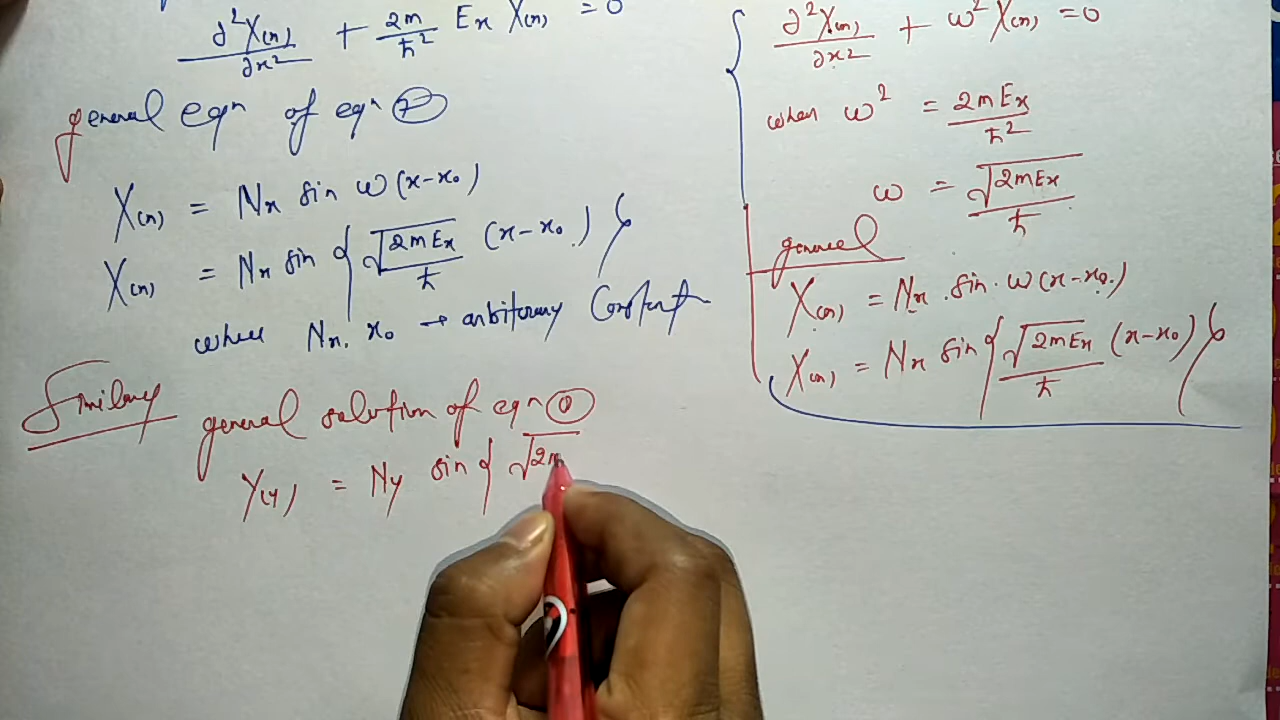 ∂²X(x)/∂x² + 2m/ħ² Ex X(x) = 0
general eqⁿ of eqⁿ ⑦
X(x) = Nx sin ω(x-x₀)
X(x) = Nx sin {√2mEx/ħ (x-x₀)}
where Nx, x₀ → arbitrary Constant
Similary general solution of eqⁿ
Y(y) = Ny sin { √2m
∂²X(x)/∂x² + ω² X(x) = 0
when ω² = 2mEx/ħ²
ω = √2mEx/ħ
general
X(x) = Nx . sin . ω(x-x₀)
X(x) = Nx sin {√2mEx/ħ (x-x₀)}